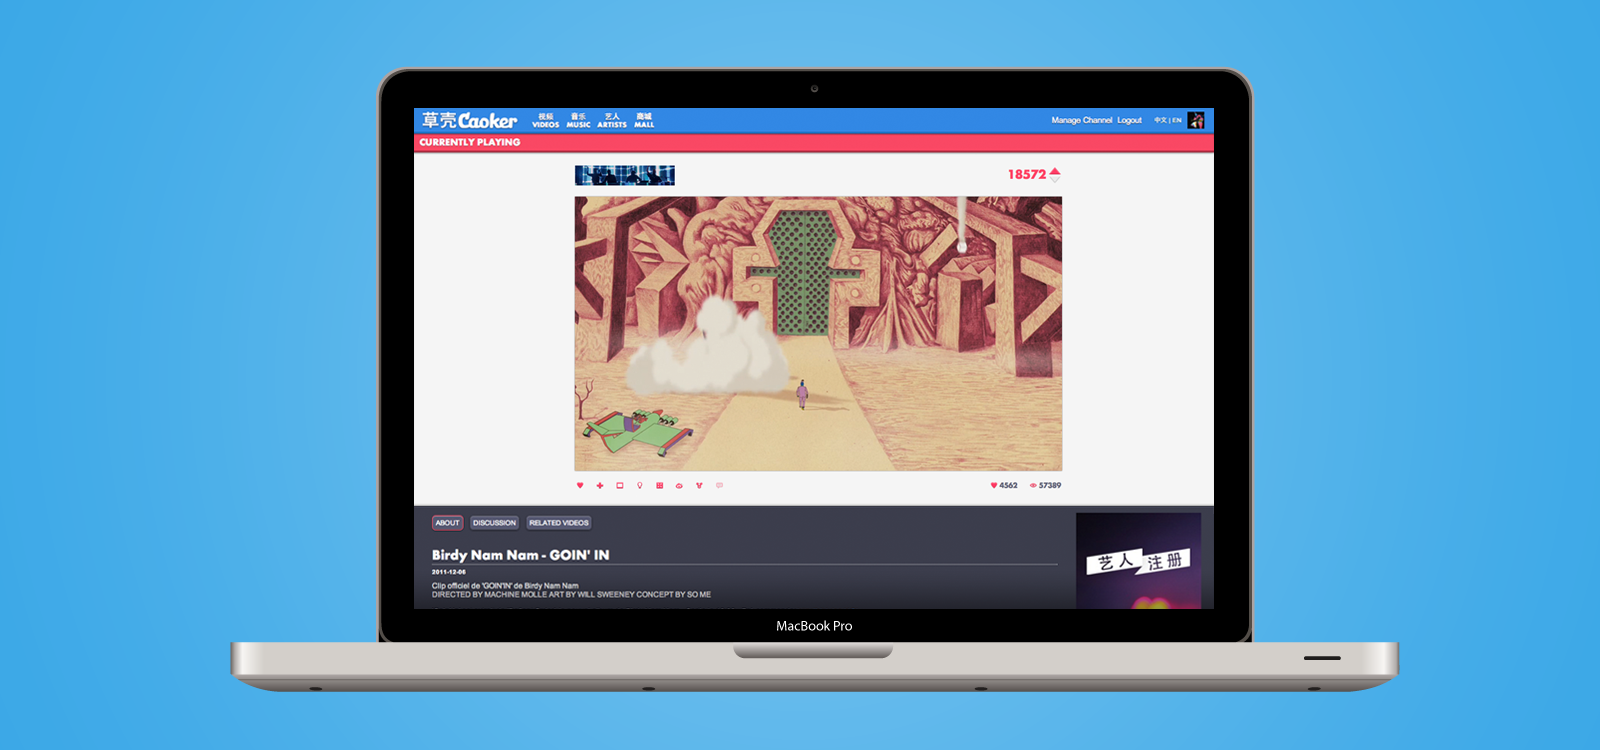 草壳Caoker
视频 音乐 艺人 商城
VIDEOS MUSIC ARTISTS MALL
Manage Channel Logout 中文 | EN
CURRENTLY PLAYING
18572
4562 57389
ABOUT DISCUSSION RELATED VIDEOS
Birdy Nam Nam - GOIN' IN
2011-12-06
Clip officiel de 'GOIN'IN' de Birdy Nam Nam
DIRECTED BY MACHINE MOLLE ART BY WILL SWEENEY CONCEPT BY SO ME
艺人 注册
MacBook Pro